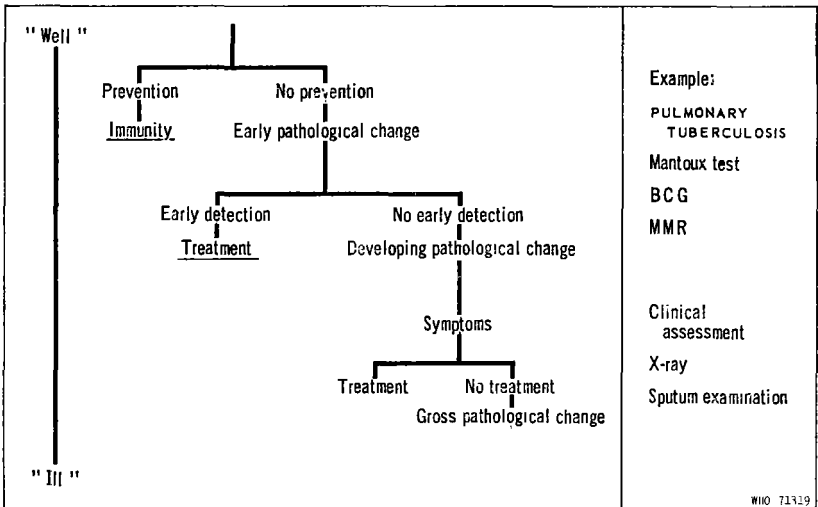 "Well"
Prevention No prevention
Immunity Early pathological change
Early detection No early detection
Treatment Developing pathological change
Symptoms
Treatment No treatment
Gross pathological change
"Ill"
Example:
PULMONARY
TUBERCULOSIS
Mantoux test
BCG
MMR
Clinical
assessment
X-ray
Sputum examination
WHO 71319